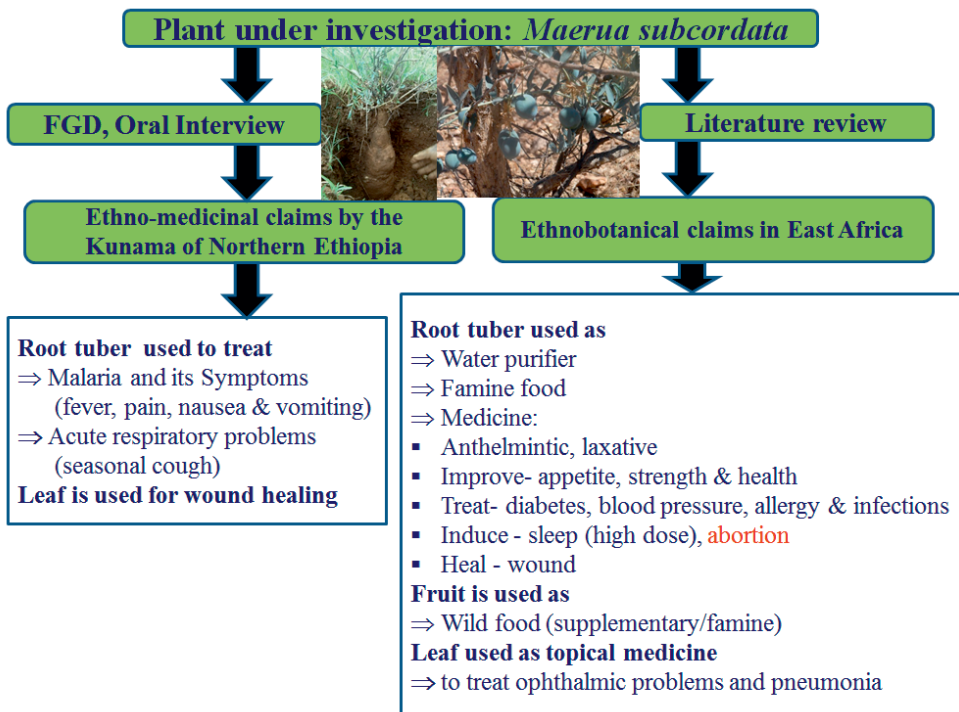 Plant under investigation: Maerua subcordata
FGD, Oral Interview
Literature review
Ethno-medicinal claims by the
Kunama of Northern Ethiopia
Ethnobotanical claims in East Africa
Root tuber used to treat
⇒ Malaria and its Symptoms
(fever, pain, nausea & vomiting)
⇒ Acute respiratory problems
(seasonal cough)
Leaf is used for wound healing
Root tuber used as
⇒ Water purifier
⇒ Famine food
⇒ Medicine:
▪ Anthelmintic, laxative
▪ Improve- appetite, strength & health
▪ Treat- diabetes, blood pressure, allergy & infections
▪ Induce - sleep (high dose), abortion
▪ Heal - wound
Fruit is used as
⇒ Wild food (supplementary/famine)
Leaf used as topical medicine
⇒ to treat ophthalmic problems and pneumonia